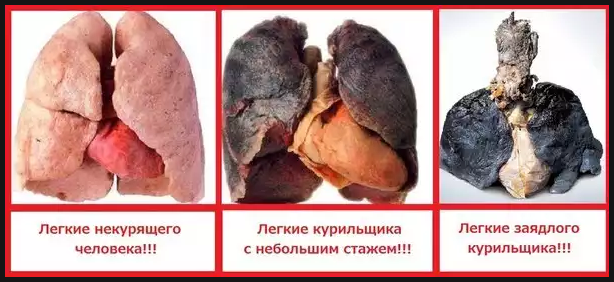 Легкие некурящего
человека!!!
Легкие курильщика
с небольшим стажем!!!
Легкие заядлого
курильщика!!!